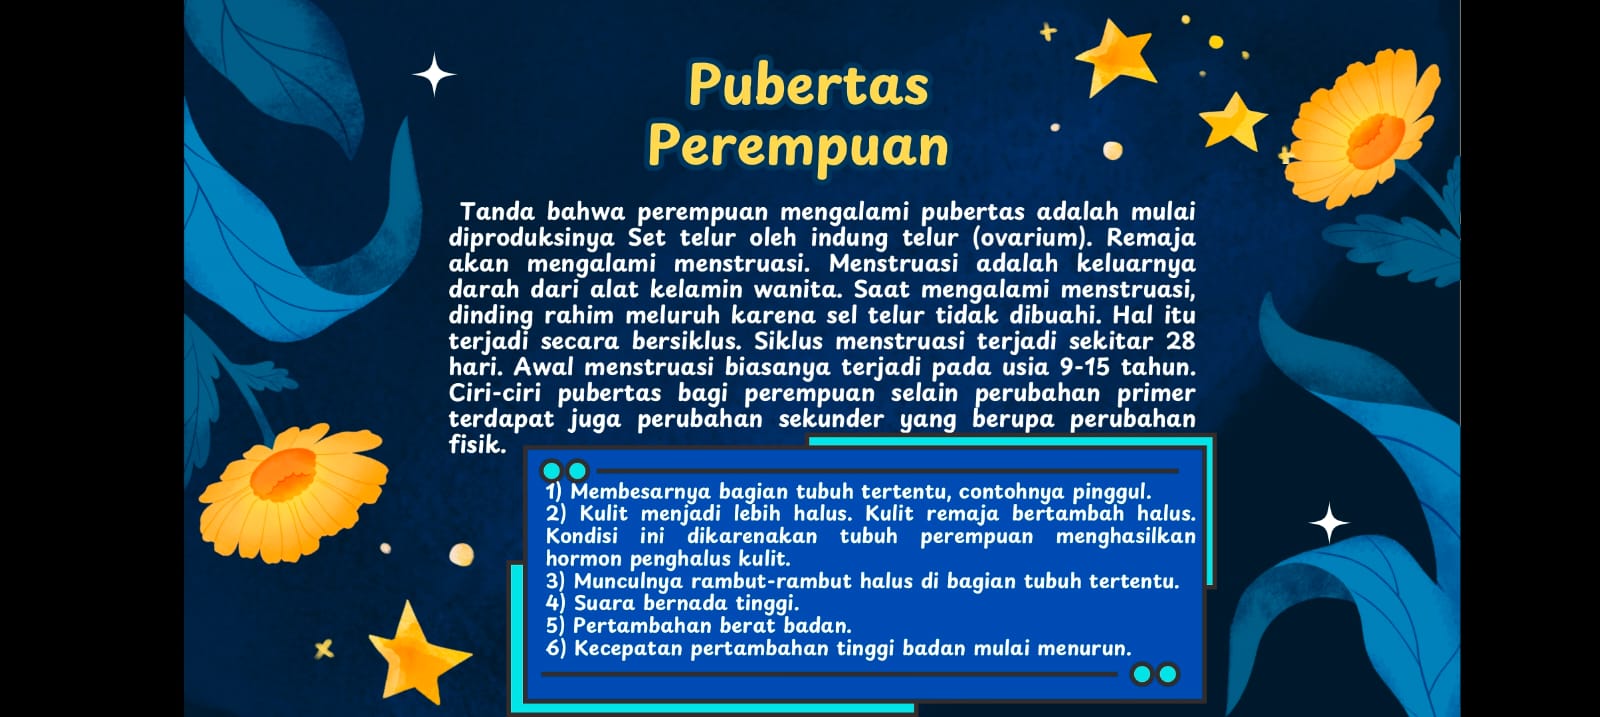 Pubertas
Perempuan
Tanda bahwa perempuan mengalami pubertas adalah mulai
diproduksinya Set telur oleh indung telur (ovarium). Remaja
akan mengalami menstruasi. Menstruasi adalah keluarnya
darah dari alat kelamin wanita. Saat mengalami menstruasi,
dinding rahim meluruh karena sel telur tidak dibuahi. Hal itu
terjadi secara bersiklus. Siklus menstruasi terjadi sekitar 28
hari. Awal menstruasi biasanya terjadi pada usia 9-15 tahun.
Ciri-ciri pubertas bagi perempuan selain perubahan primer
terdapat juga perubahan sekunder yang berupa perubahan
fisik.
1) Membesarnya bagian tubuh tertentu, contohnya pinggul.
2) Kulit menjadi lebih halus. Kulit remaja bertambah halus.
Kondisi ini dikarenakan tubuh perempuan menghasilkan
hormon penghalus kulit.
3) Munculnya rambut-rambut halus di bagian tubuh tertentu.
4) Suara bernada tinggi.
5) Pertambahan berat badan.
6) Kecepatan pertambahan tinggi badan mulai menurun.